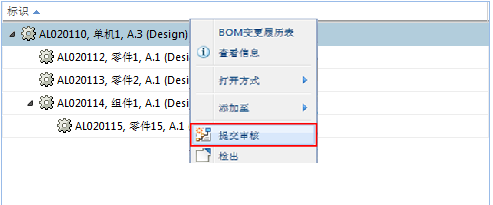 标识
AL020110, 单机1, A.3 (Design)
AL020112, 零件1, A.1 (Desi
AL020113, 零件2, A.1 (Desi
AL020114, 组件1, A.1 (Desi
AL020115, 零件15, A.1
BOM变更履历表
查看信息
打开方式
添加至
提交审核
检出